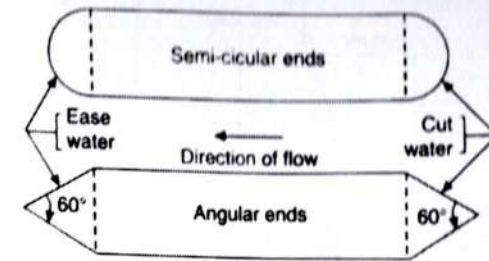 Semi-cicular ends
Ease
water
Direction of flow
Cut
water
60°
Angular ends
60°